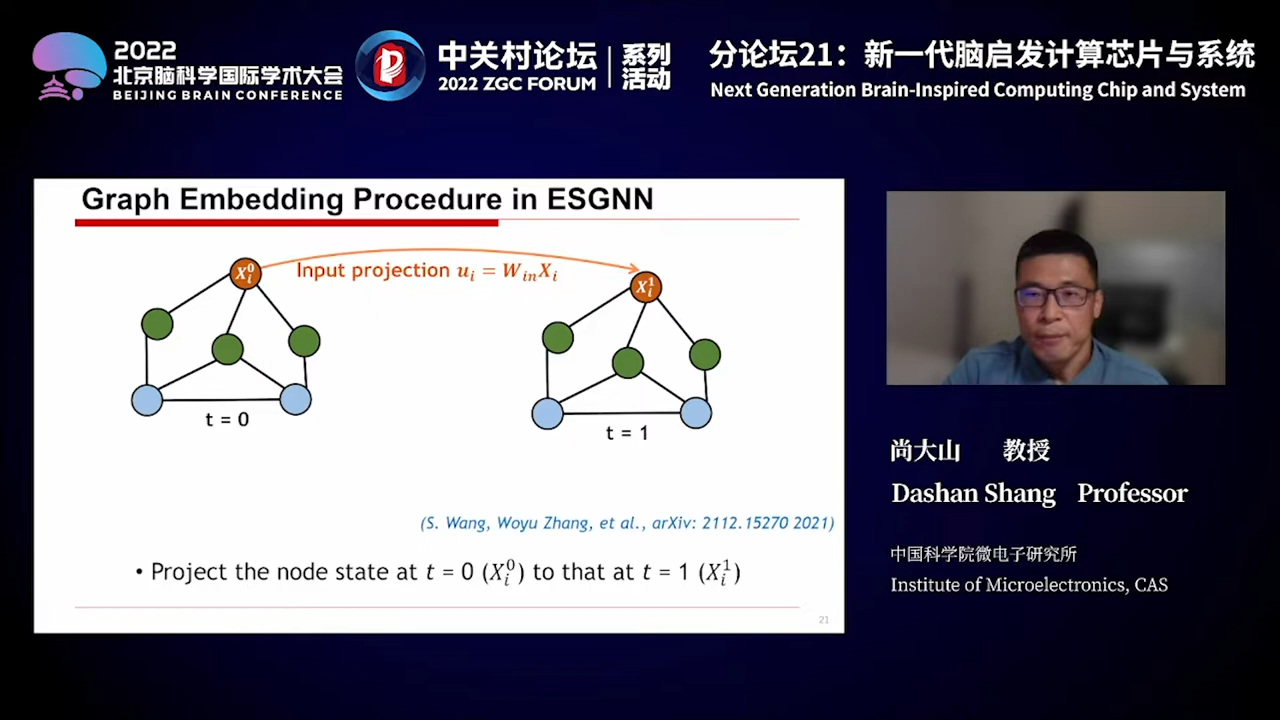 2022
北京脑科学国际学术大会
BEIJING BRAIN CONFERENCE
中关村论坛
2022 ZGC FORUM
系列
活动
分论坛21：新一代脑启发计算芯片与系统
Next Generation Brain-Inspired Computing Chip and System
Graph Embedding Procedure in ESGNN
X_i^0
Input projection u_i = W_{in}X_i
X_i^1
t = 0
t = 1
(S. Wang, Woyu Zhang, et al., arXiv: 2112.15270 2021)
• Project the node state at t = 0 (X_i^0) to that at t = 1 (X_i^1)
21
尚大山 教授
Dashan Shang Professor
中国科学院微电子研究所
Institute of Microelectronics, CAS